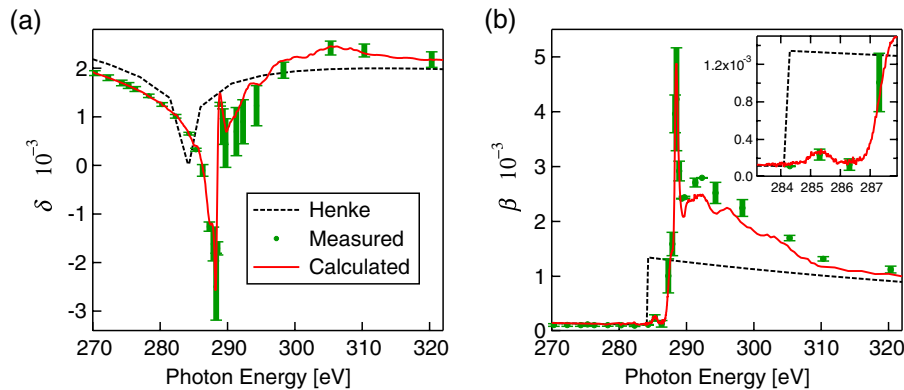 (a)
δ 10⁻³
2
1
0
-1
-2
-3
270 280 290 300 310 320
Photon Energy [eV]
Henke
Measured
Calculated
(b)
β 10⁻³
5
4
3
2
1
0
270 280 290 300 310 320
Photon Energy [eV]
1.2×10⁻³
0.8
0.4
0.0
284 285 286 287